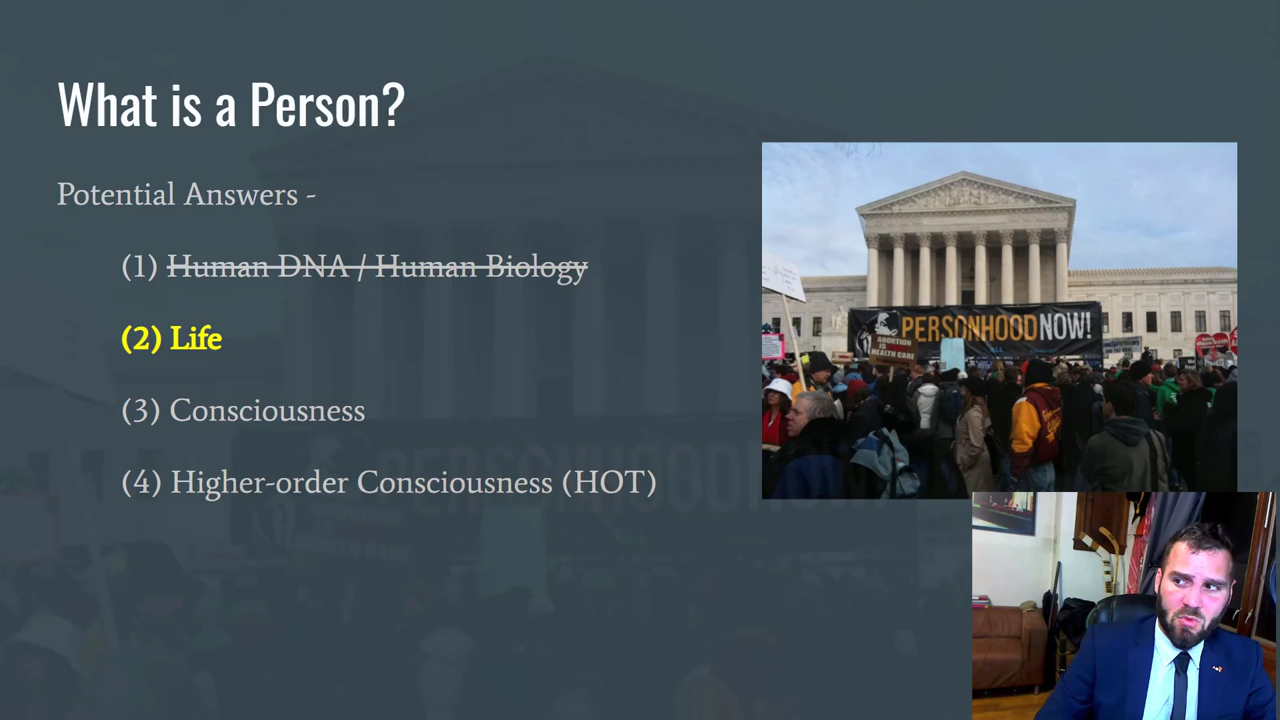 What is a Person?
Potential Answers -
(1) Human DNA / Human Biology
(2) Life
(3) Consciousness
(4) Higher-order Consciousness (HOT)
PERSONHOOD NOW!
ABORTION
IS
HEALTH CARE